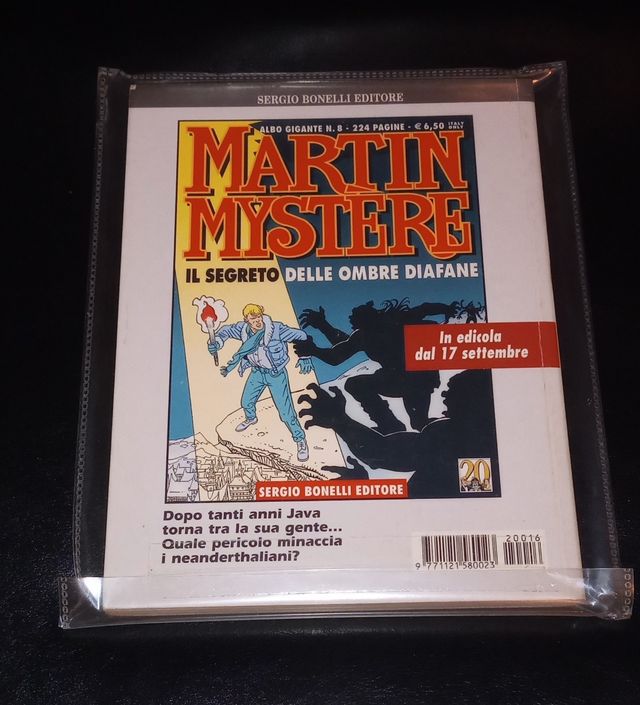 SERGIO BONELLI EDITORE
ALBO GIGANTE N. 8 - 224 PAGINE - € 6,50 ITALY ONLY
MARTIN
MYSTÈRE
IL SEGRETO DELLE OMBRE DIAFANE
In edicola
dal 17 settembre
20
SERGIO BONELLI EDITORE
Dopo tanti anni Java
torna tra la sua gente...
Quale pericolo minaccia
i neanderthaliani?
20016
9 771121 580023